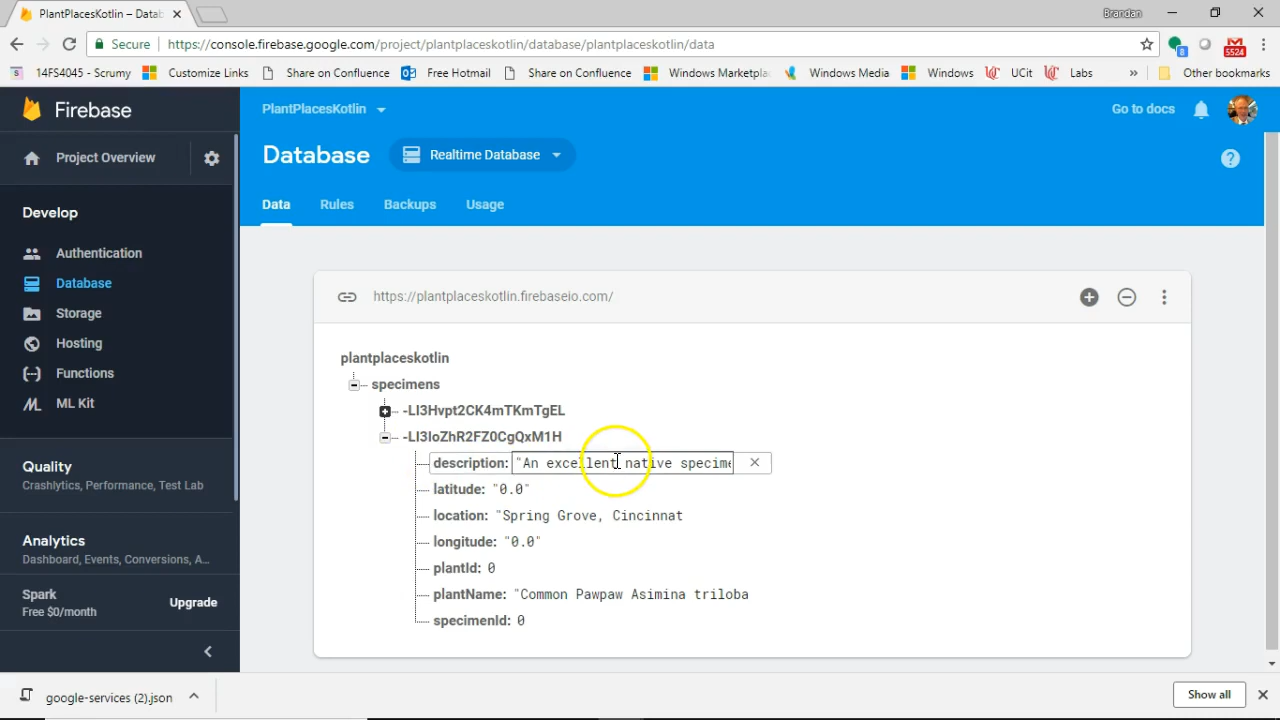 PlantPlacesKotlin – Datab
Brandan
Secure
https://console.firebase.google.com/project/plantplaceskotlin/database/plantplaceskotlin/data
8
5524
14FS4045 - Scrumy
Customize Links
Share on Confluence
Free Hotmail
Share on Confluence
Windows Marketpla
Windows Media
Windows
UCit
Labs
»
Other bookmarks
Firebase
PlantPlacesKotlin
Go to docs
Project Overview
Database
Realtime Database
Data
Rules
Backups
Usage
Develop
Authentication
Database
Storage
Hosting
Functions
ML Kit
Quality
Crashlytics, Performance, Test Lab
Analytics
Dashboard, Events, Conversions, A...
Spark
Free $0/month
Upgrade
https://plantplaceskotlin.firebaseio.com/
plantplaceskotlin
specimens
-LI3Hvpt2CK4mTKmTgEL
-LI3IoZhR2FZ0CgQxM1H
description: "An excellent native specime
latitude: "0.0"
location: "Spring Grove, Cincinnat
longitude: "0.0"
plantId: 0
plantName: "Common Pawpaw Asimina triloba
specimenId: 0
google-services (2).json
Show all